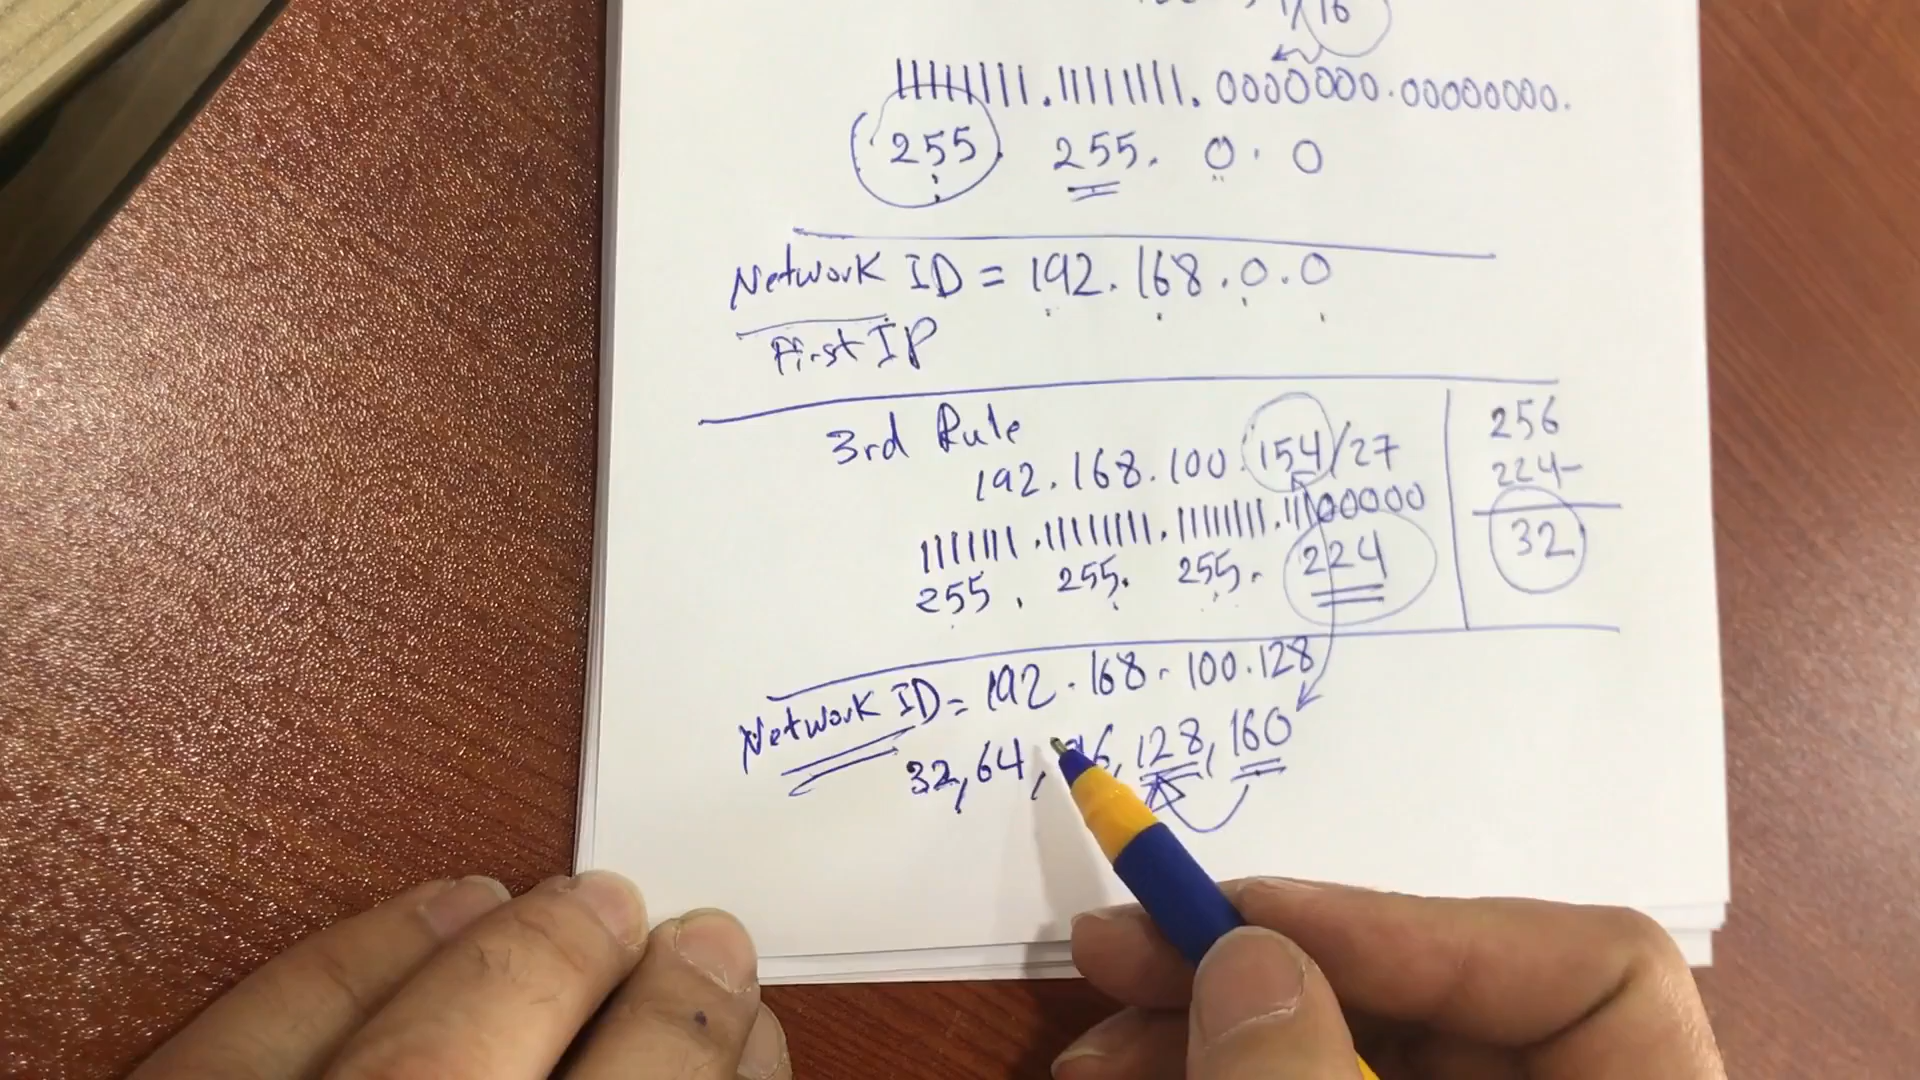 /16
11111111.11111111.00000000.00000000.
255. 255. 0. 0
Network ID = 192.168.0.0
First IP
3rd Rule
192.168.100.154/27
11111111.11111111.11111111.11100000
255. 255. 255. 224
256
224-
32
Network ID = 192.168.100.128
32, 64, 96, 128, 160